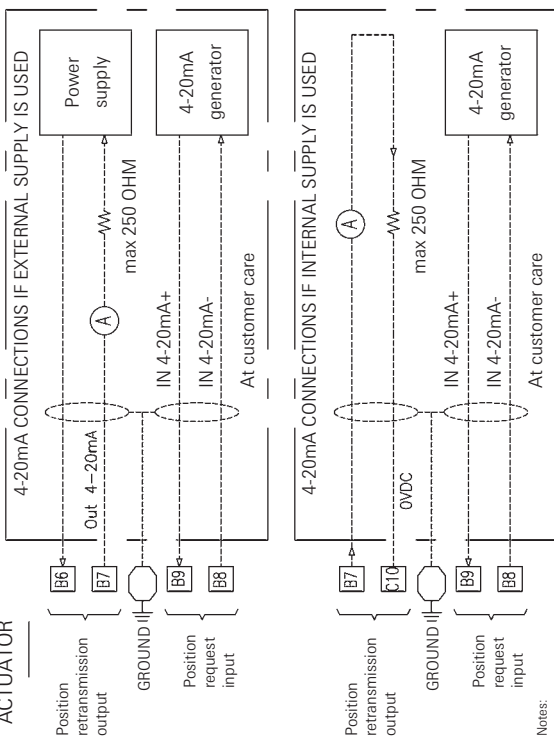 ACTUATOR
4-20mA CONNECTIONS IF EXTERNAL SUPPLY IS USED
Position
retransmission
output
B6
B7
Out 4-20mA
A
max 250 OHM
Power
supply
GROUND
Position
request
input
B9
B8
IN 4-20mA+
IN 4-20mA-
At customer care
4-20mA
generator
4-20mA CONNECTIONS IF INTERNAL SUPPLY IS USED
Position
retransmission
output
B7
C10
0VDC
A
max 250 OHM
GROUND
Position
request
input
B9
B8
IN 4-20mA+
IN 4-20mA-
At customer care
4-20mA
generator
Notes: